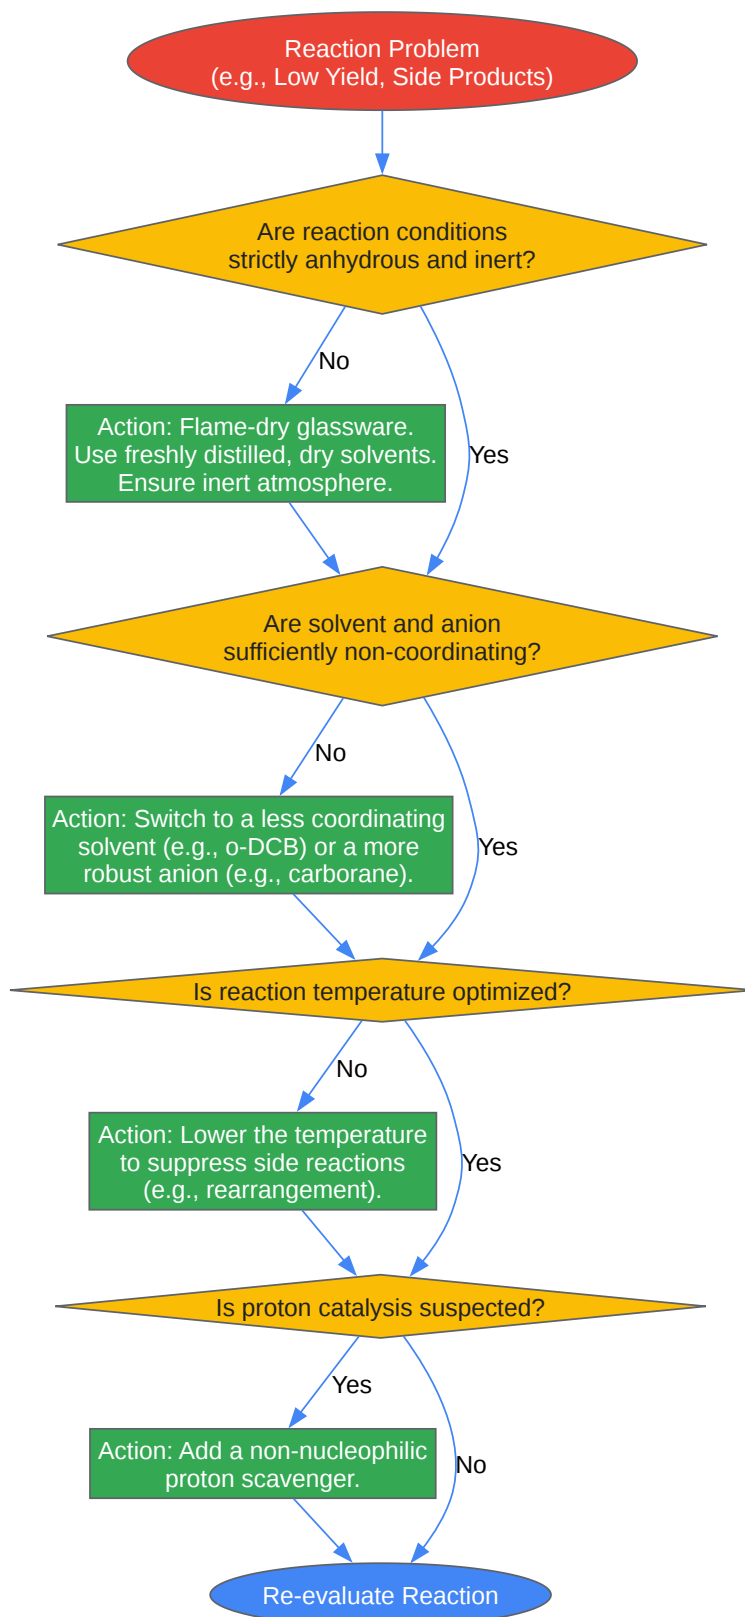 Reaction Problem
(e.g., Low Yield, Side Products)
Are reaction conditions
strictly anhydrous and inert?
No
Action: Flame-dry glassware.
Use freshly distilled, dry solvents.
Ensure inert atmosphere.
Yes
Are solvent and anion
sufficiently non-coordinating?
No
Action: Switch to a less coordinating
solvent (e.g., o-DCB) or a more
robust anion (e.g., carborane).
Yes
Is reaction temperature optimized?
No
Action: Lower the temperature
to suppress side reactions
(e.g., rearrangement).
Yes
Is proton catalysis suspected?
Yes
Action: Add a non-nucleophilic
proton scavenger.
No
Re-evaluate Reaction